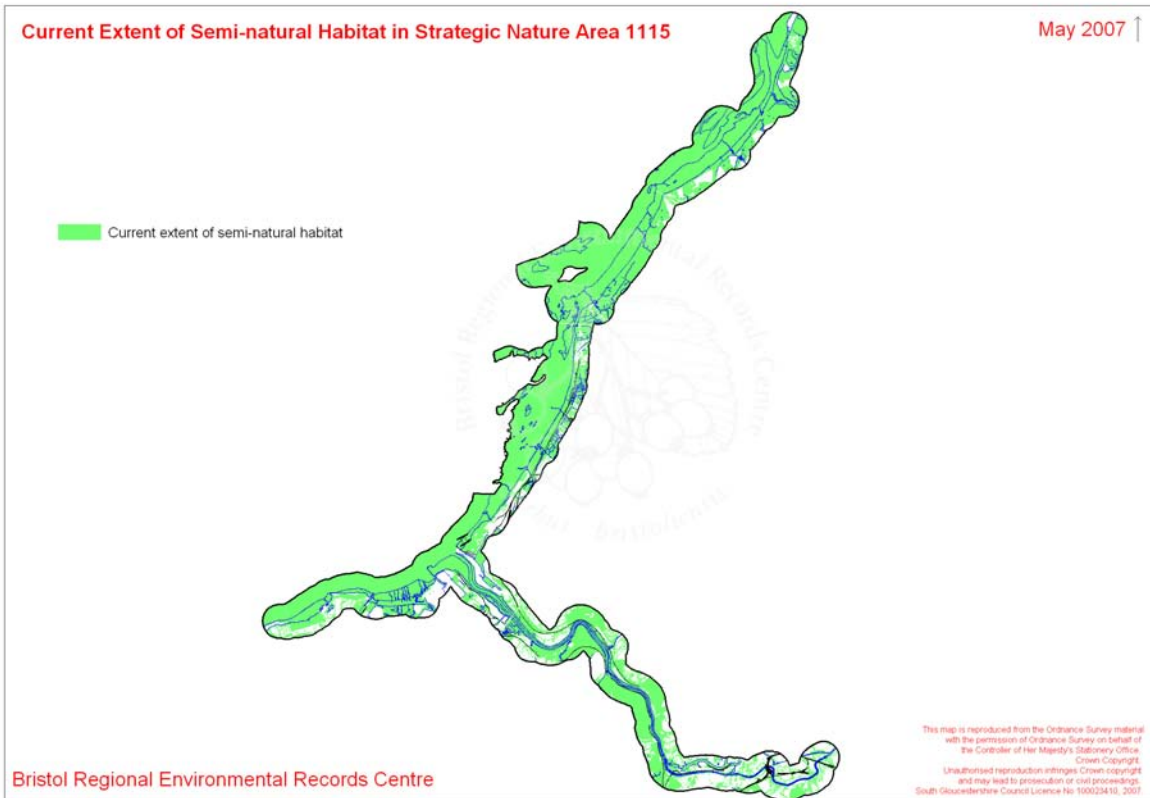 Current Extent of Semi-natural Habitat in Strategic Nature Area 1115
May 2007
Current extent of semi-natural habitat
Bristol Regional Environmental Records Centre
This map is reproduced from the Ordnance Survey material
with the permission of Ordnance Survey on behalf of
the Controller of Her Majesty's Stationery Office.
Crown Copyright.
Unauthorised reproduction infringes Crown copyright
and may lead to prosecution or civil proceedings.
South Gloucestershire Council Licence No 100023410, 2007.